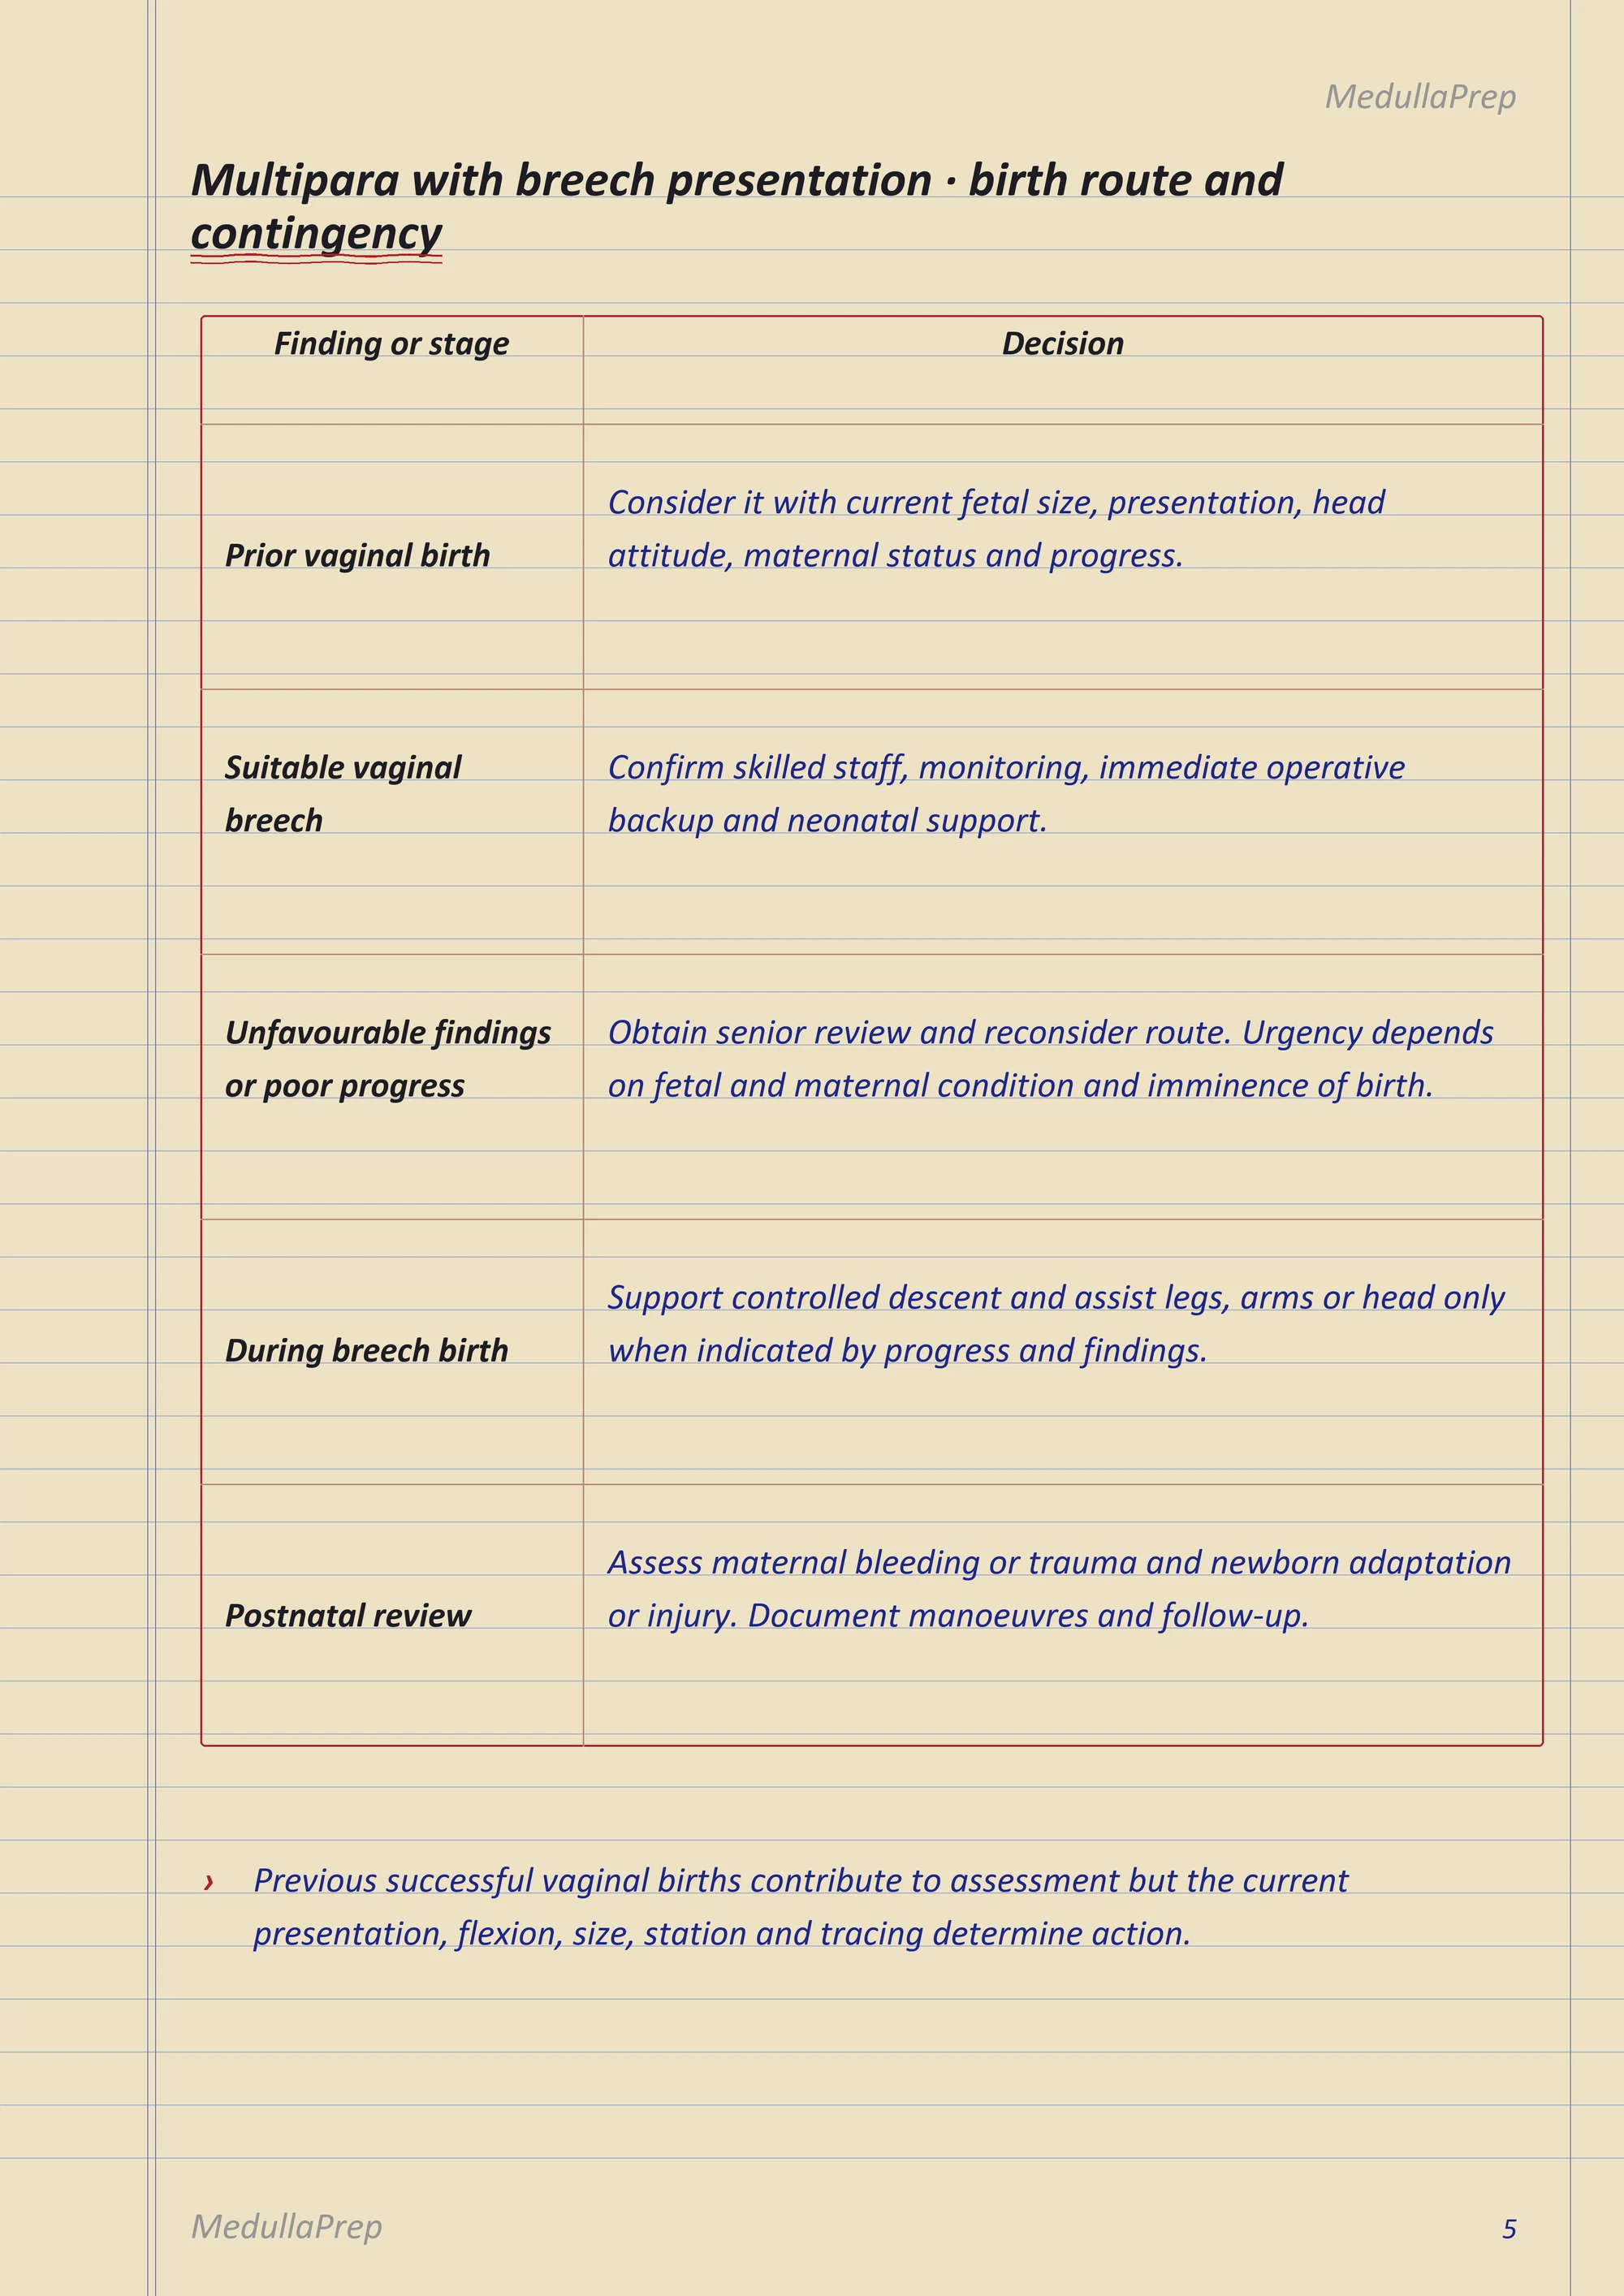 MedullaPrep
Multipara with breech presentation · birth route and
contingency
Finding or stage
Decision
Prior vaginal birth
Consider it with current fetal size, presentation, head
attitude, maternal status and progress.
Suitable vaginal
breech
Confirm skilled staff, monitoring, immediate operative
backup and neonatal support.
Unfavourable findings
or poor progress
Obtain senior review and reconsider route. Urgency depends
on fetal and maternal condition and imminence of birth.
During breech birth
Support controlled descent and assist legs, arms or head only
when indicated by progress and findings.
Postnatal review
Assess maternal bleeding or trauma and newborn adaptation
or injury. Document manoeuvres and follow-up.
› Previous successful vaginal births contribute to assessment but the current
presentation, flexion, size, station and tracing determine action.
MedullaPrep
5